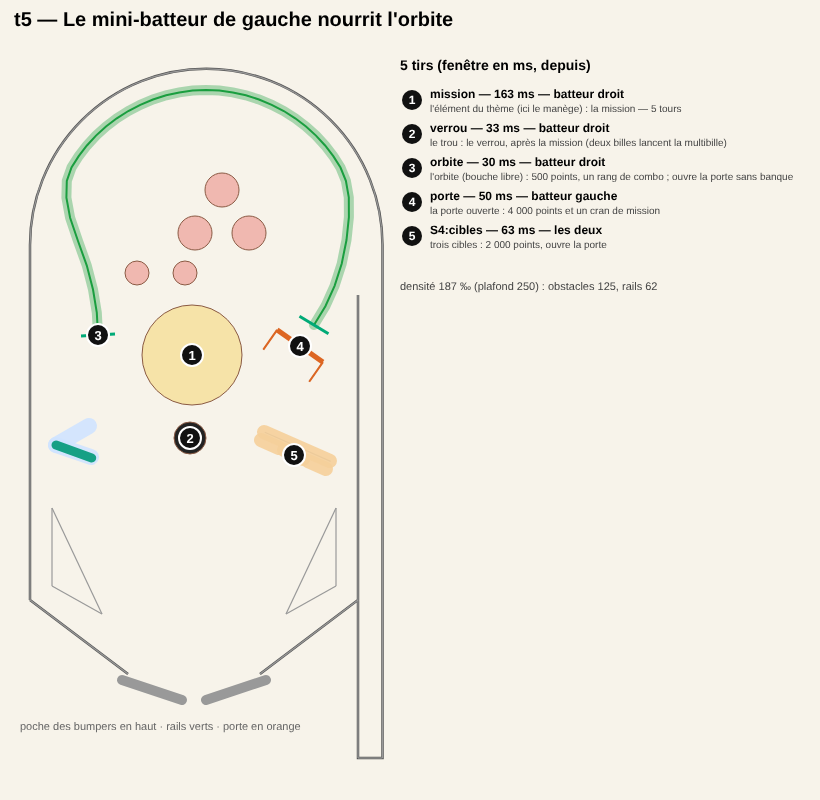 t5 — Le mini-batteur de gauche nourrit l'orbite
5 tirs (fenêtre en ms, depuis)
1 mission — 163 ms — batteur droit
l'élément du thème (ici le manège) : la mission — 5 tours
2 verrou — 33 ms — batteur droit
le trou : le verrou, après la mission (deux billes lancent la multibille)
3 orbite — 30 ms — batteur droit
l'orbite (bouche libre) : 500 points, un rang de combo ; ouvre la porte sans banque
4 porte — 50 ms — batteur gauche
la porte ouverte : 4 000 points et un cran de mission
5 S4:cibles — 63 ms — les deux
trois cibles : 2 000 points, ouvre la porte
densité 187 ‰ (plafond 250) : obstacles 125, rails 62
3
4
1
2
5
poche des bumpers en haut · rails verts · porte en orange